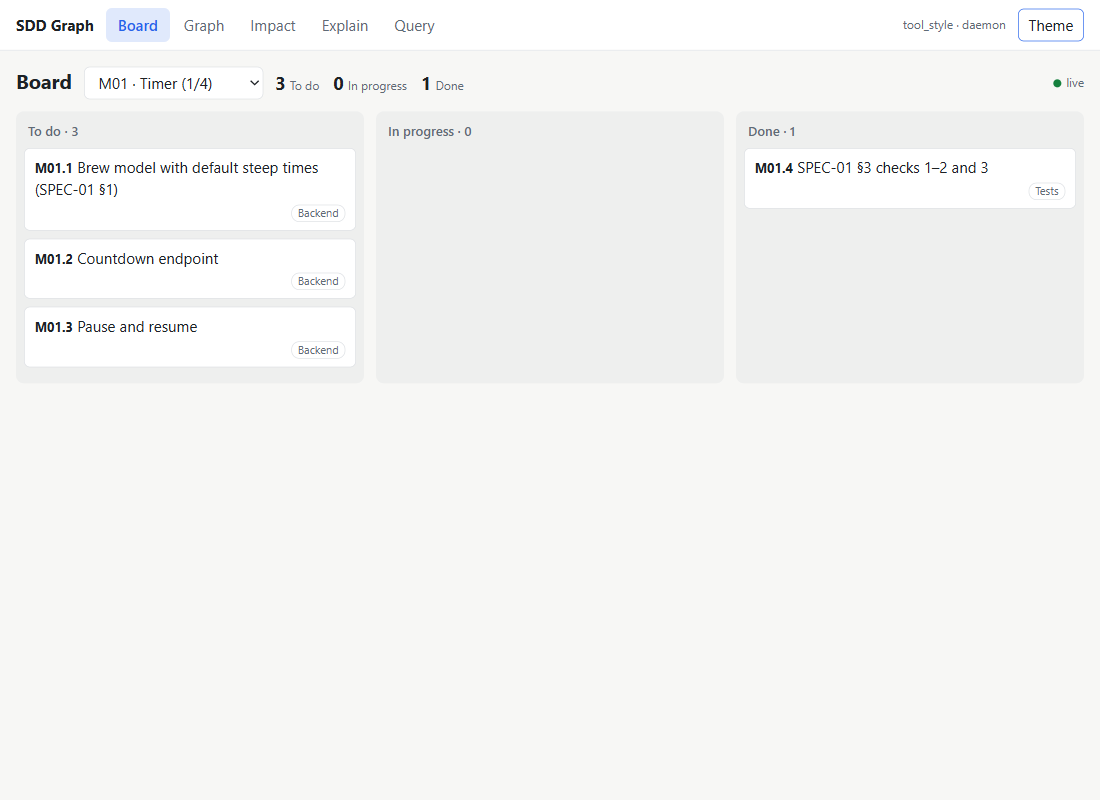 SDD Graph Board Graph Impact Explain Query tool_style · daemon Theme
Board M01 · Timer (1/4) 3 To do 0 In progress 1 Done live
To do · 3
M01.1 Brew model with default steep times
(SPEC-01 §1)
Backend
M01.2 Countdown endpoint
Backend
M01.3 Pause and resume
Backend
In progress · 0
Done · 1
M01.4 SPEC-01 §3 checks 1–2 and 3
Tests